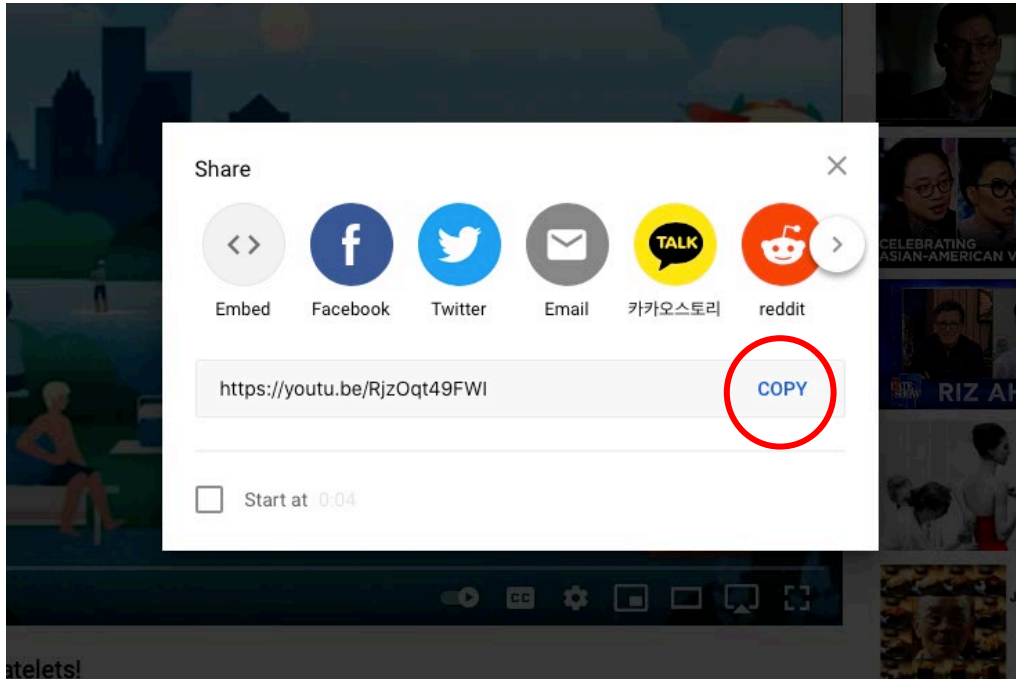 Share
TALK
Embed
Facebook
Twitter
Email
카카오스토리
reddit
https://youtu.be/RjzOqt49FWI
COPY
Start at 0:04
CELEBRATING
ASIAN-AMERICAN V
RIZ AH
CC
atelets!